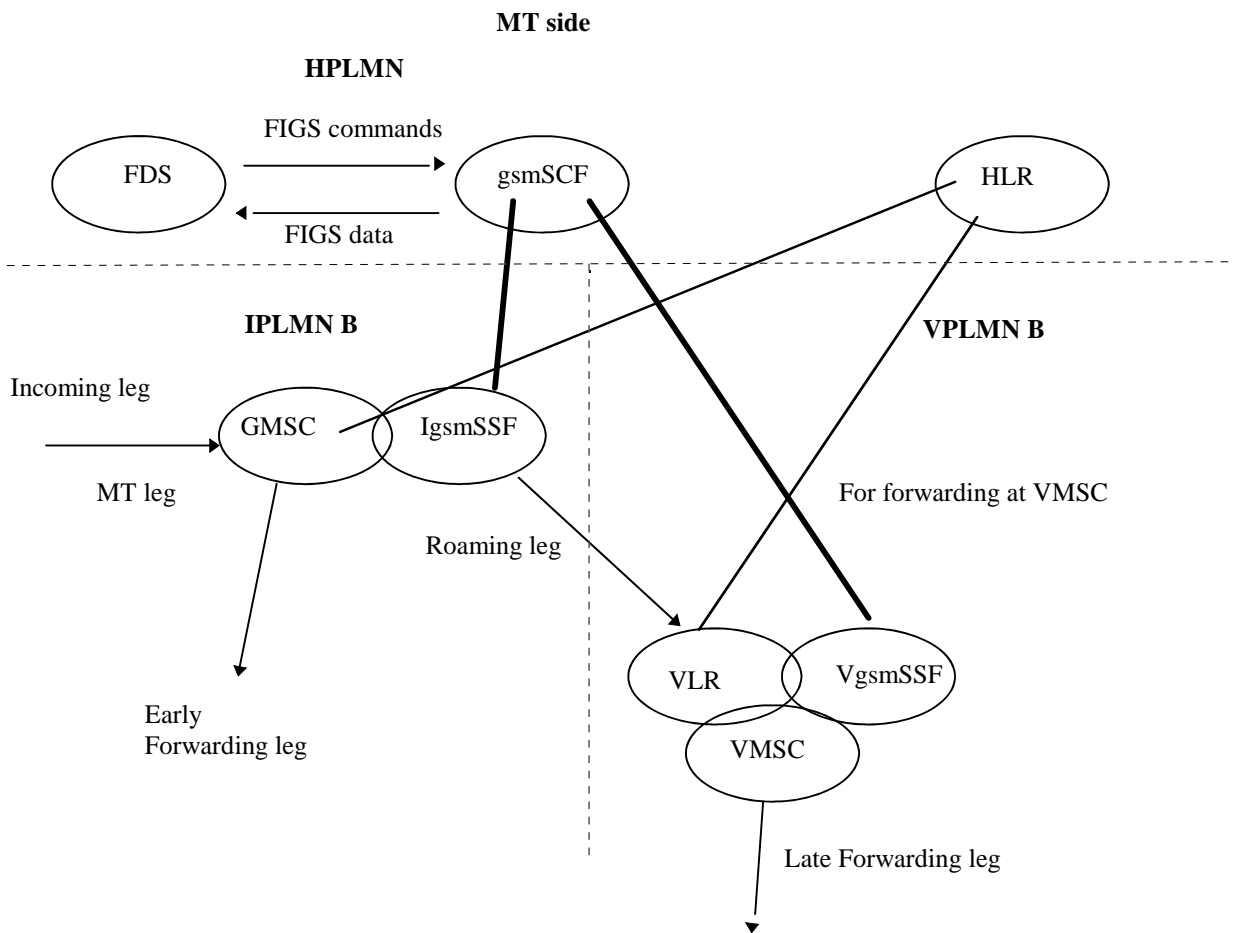 MT side
HPLMN
FIGS commands
FDS
gsmSCF
HLR
FIGS data
IPLMN B
VPLMN B
Incoming leg
GMSC
IgsmSSF
MT leg
For forwarding at VMSC
Roaming leg
VLR
VgsmSSF
Early
Forwarding leg
VMSC
Late Forwarding leg